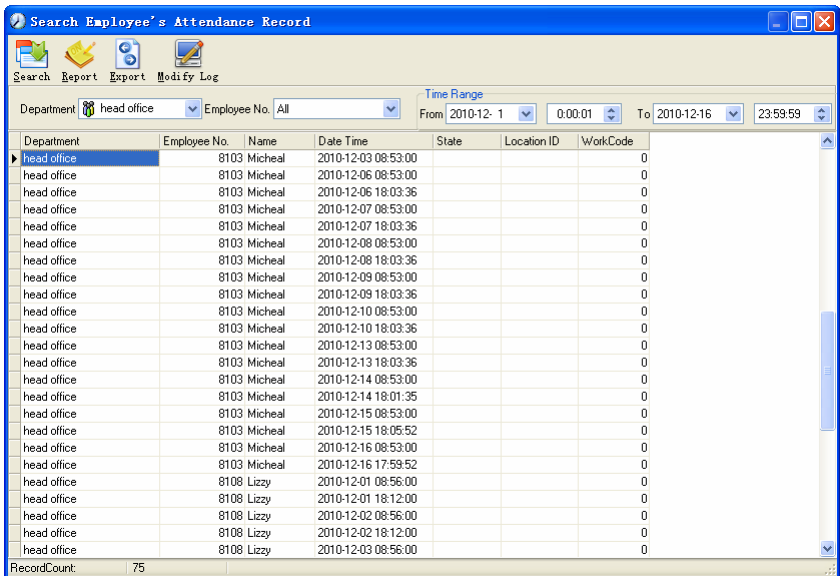 Search Employee's Attendance Record
Search Report Export Modify Log
Time Range
Department head office Employee No. All From 2010-12- 1 0:00:01 To 2010-12-16 23:59:59
Department Employee No. Name Date Time State Location ID WorkCode
head office 8103 Micheal 2010-12-03 08:53:00 0
head office 8103 Micheal 2010-12-06 08:53:00 0
head office 8103 Micheal 2010-12-06 18:03:36 0
head office 8103 Micheal 2010-12-07 08:53:00 0
head office 8103 Micheal 2010-12-07 18:03:36 0
head office 8103 Micheal 2010-12-08 08:53:00 0
head office 8103 Micheal 2010-12-08 18:03:36 0
head office 8103 Micheal 2010-12-09 08:53:00 0
head office 8103 Micheal 2010-12-09 18:03:36 0
head office 8103 Micheal 2010-12-10 08:53:00 0
head office 8103 Micheal 2010-12-10 18:03:36 0
head office 8103 Micheal 2010-12-13 08:53:00 0
head office 8103 Micheal 2010-12-13 18:03:36 0
head office 8103 Micheal 2010-12-14 08:53:00 0
head office 8103 Micheal 2010-12-14 18:01:35 0
head office 8103 Micheal 2010-12-15 08:53:00 0
head office 8103 Micheal 2010-12-15 18:05:52 0
head office 8103 Micheal 2010-12-16 08:53:00 0
head office 8103 Micheal 2010-12-16 17:59:52 0
head office 8108 Lizzy 2010-12-01 08:56:00 0
head office 8108 Lizzy 2010-12-01 18:12:00 0
head office 8108 Lizzy 2010-12-02 08:56:00 0
head office 8108 Lizzy 2010-12-02 18:12:00 0
head office 8108 Lizzy 2010-12-03 08:56:00 0
RecordCount: 75